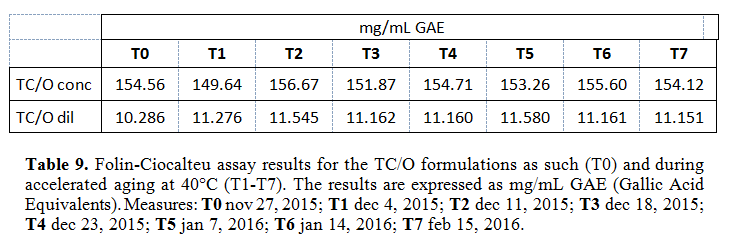 mg/mL GAE
T0 T1 T2 T3 T4 T5 T6 T7
TC/O conc 154.56 149.64 156.67 151.87 154.71 153.26 155.60 154.12
TC/O dil 10.286 11.276 11.545 11.162 11.160 11.580 11.161 11.151
Table 9. Folin-Ciocalteu assay results for the TC/O formulations as such (T0) and during
accelerated aging at 40°C (T1-T7). The results are expressed as mg/mL GAE (Gallic Acid
Equivalents). Measures: T0 nov 27, 2015; T1 dec 4, 2015; T2 dec 11, 2015; T3 dec 18, 2015;
T4 dec 23, 2015; T5 jan 7, 2016; T6 jan 14, 2016; T7 feb 15, 2016.